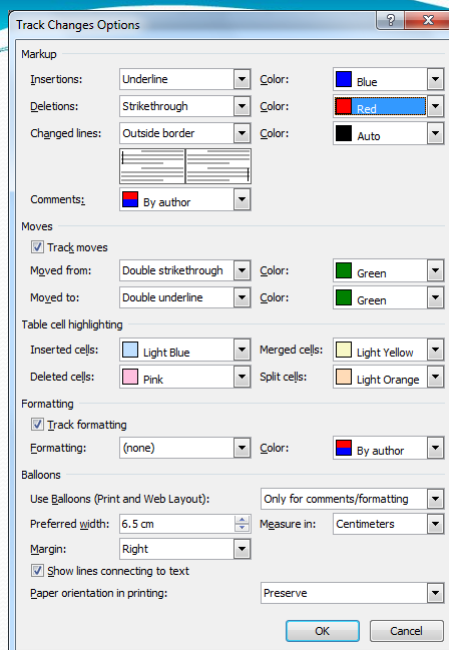 Track Changes Options
Markup
Insertions: Underline Color: Blue
Deletions: Strikethrough Color: Red
Changed lines: Outside border Color: Auto
Comments: By author
Moves
Track moves
Moved from: Double strikethrough Color: Green
Moved to: Double underline Color: Green
Table cell highlighting
Inserted cells: Light Blue Merged cells: Light Yellow
Deleted cells: Pink Split cells: Light Orange
Formatting
Track formatting
Formatting: (none) Color: By author
Balloons
Use Balloons (Print and Web Layout): Only for comments/formatting
Preferred width: 6.5 cm Measure in: Centimeters
Margin: Right
Show lines connecting to text
Paper orientation in printing: Preserve
OK Cancel